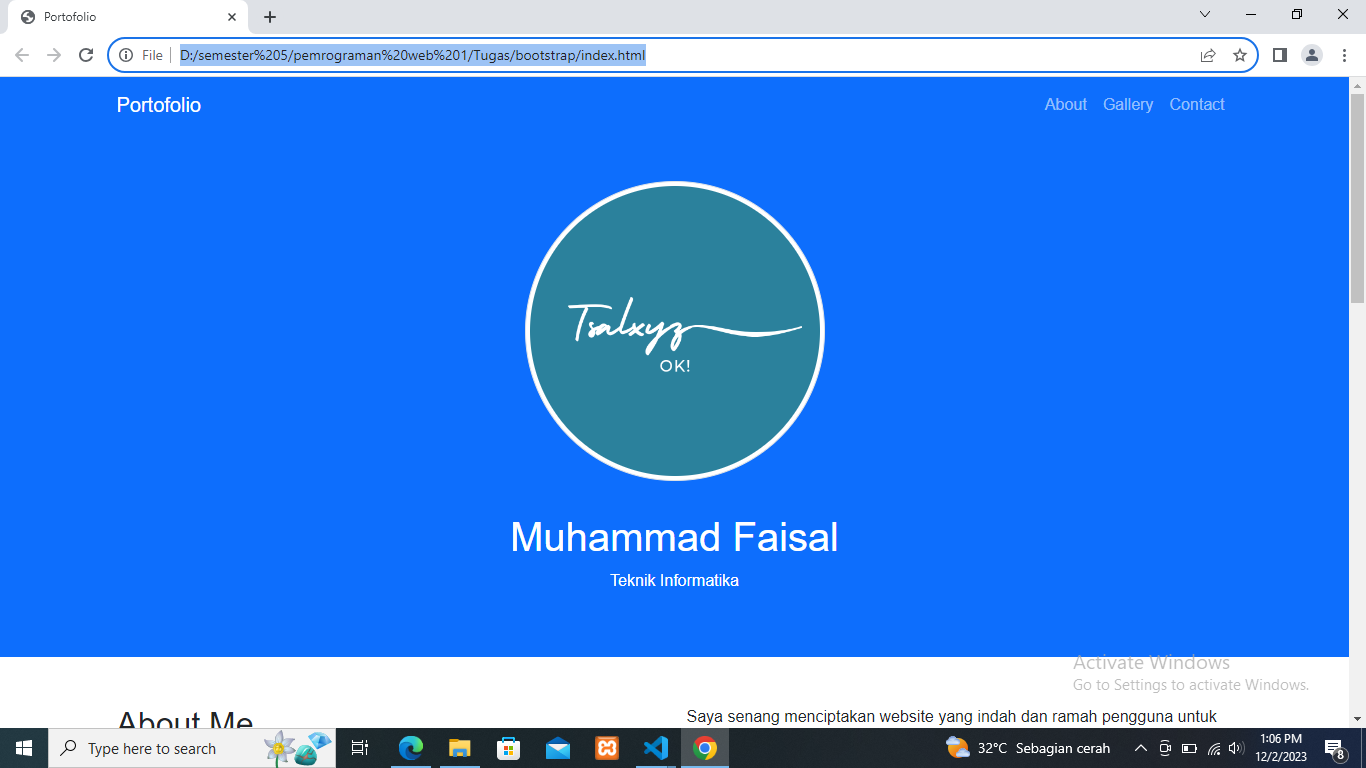 Portofolio
File
D:/semester%205/pemrograman%20web%201/Tugas/bootstrap/index.html
Portofolio
About Gallery Contact
Tsalxyz
OK!
Muhammad Faisal
Teknik Informatika
Activate Windows
Go to Settings to activate Windows.
About Me
Saya senang menciptakan website yang indah dan ramah pengguna untuk
Type here to search
32°C Sebagian cerah
1:06 PM
12/2/2023
8